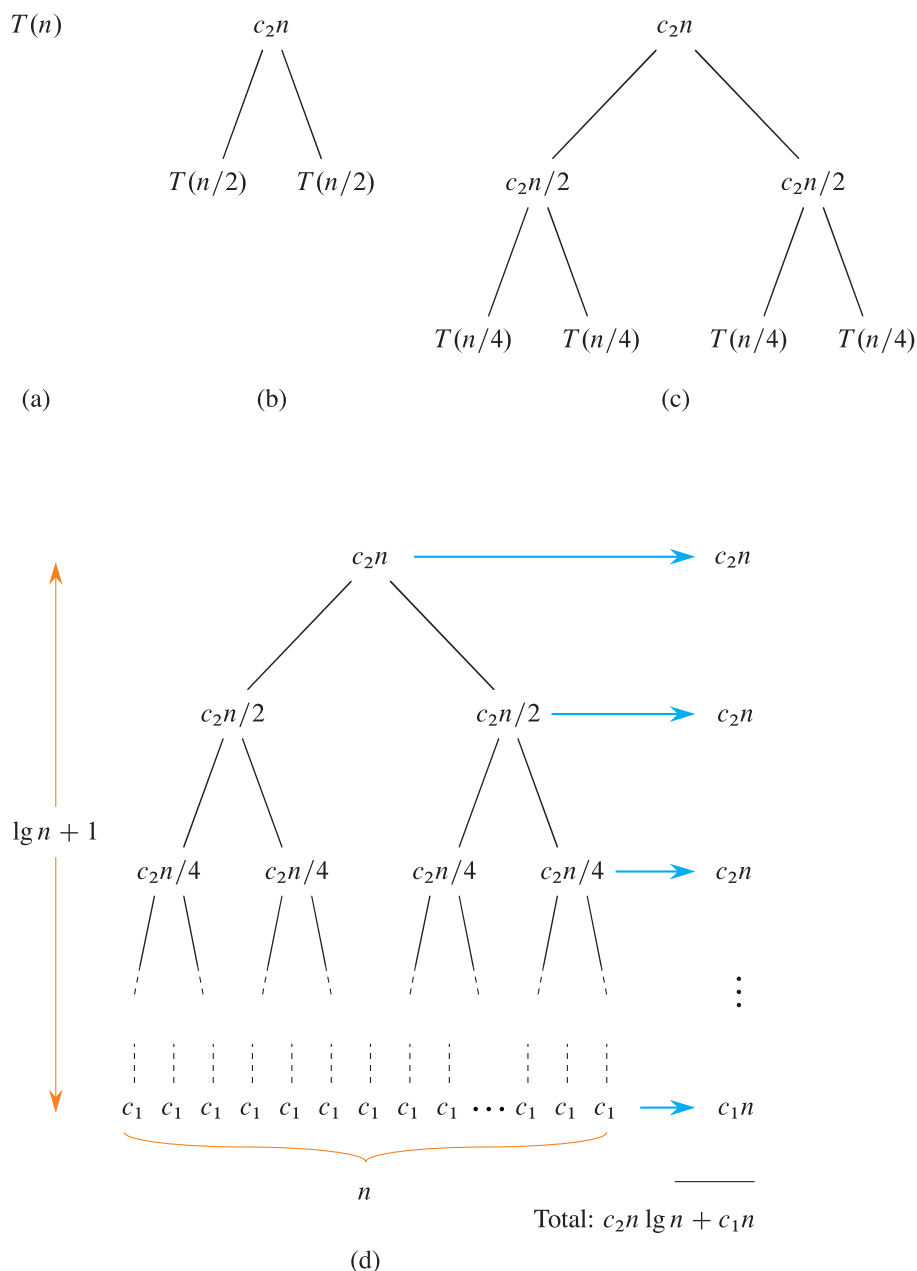 T(n) c₂n c₂n
T(n/2) T(n/2) c₂n/2 c₂n/2
T(n/4) T(n/4) T(n/4) T(n/4)
(a) (b) (c)
c₂n c₂n
c₂n/2 c₂n/2 c₂n
lg n + 1
c₂n/4 c₂n/4 c₂n/4 c₂n/4 c₂n
⋮
c₁ c₁ c₁ c₁ c₁ c₁ c₁ c₁ c₁ ⋯ c₁ c₁ c₁ c₁n
n
Total: c₂n lg n + c₁n
(d)